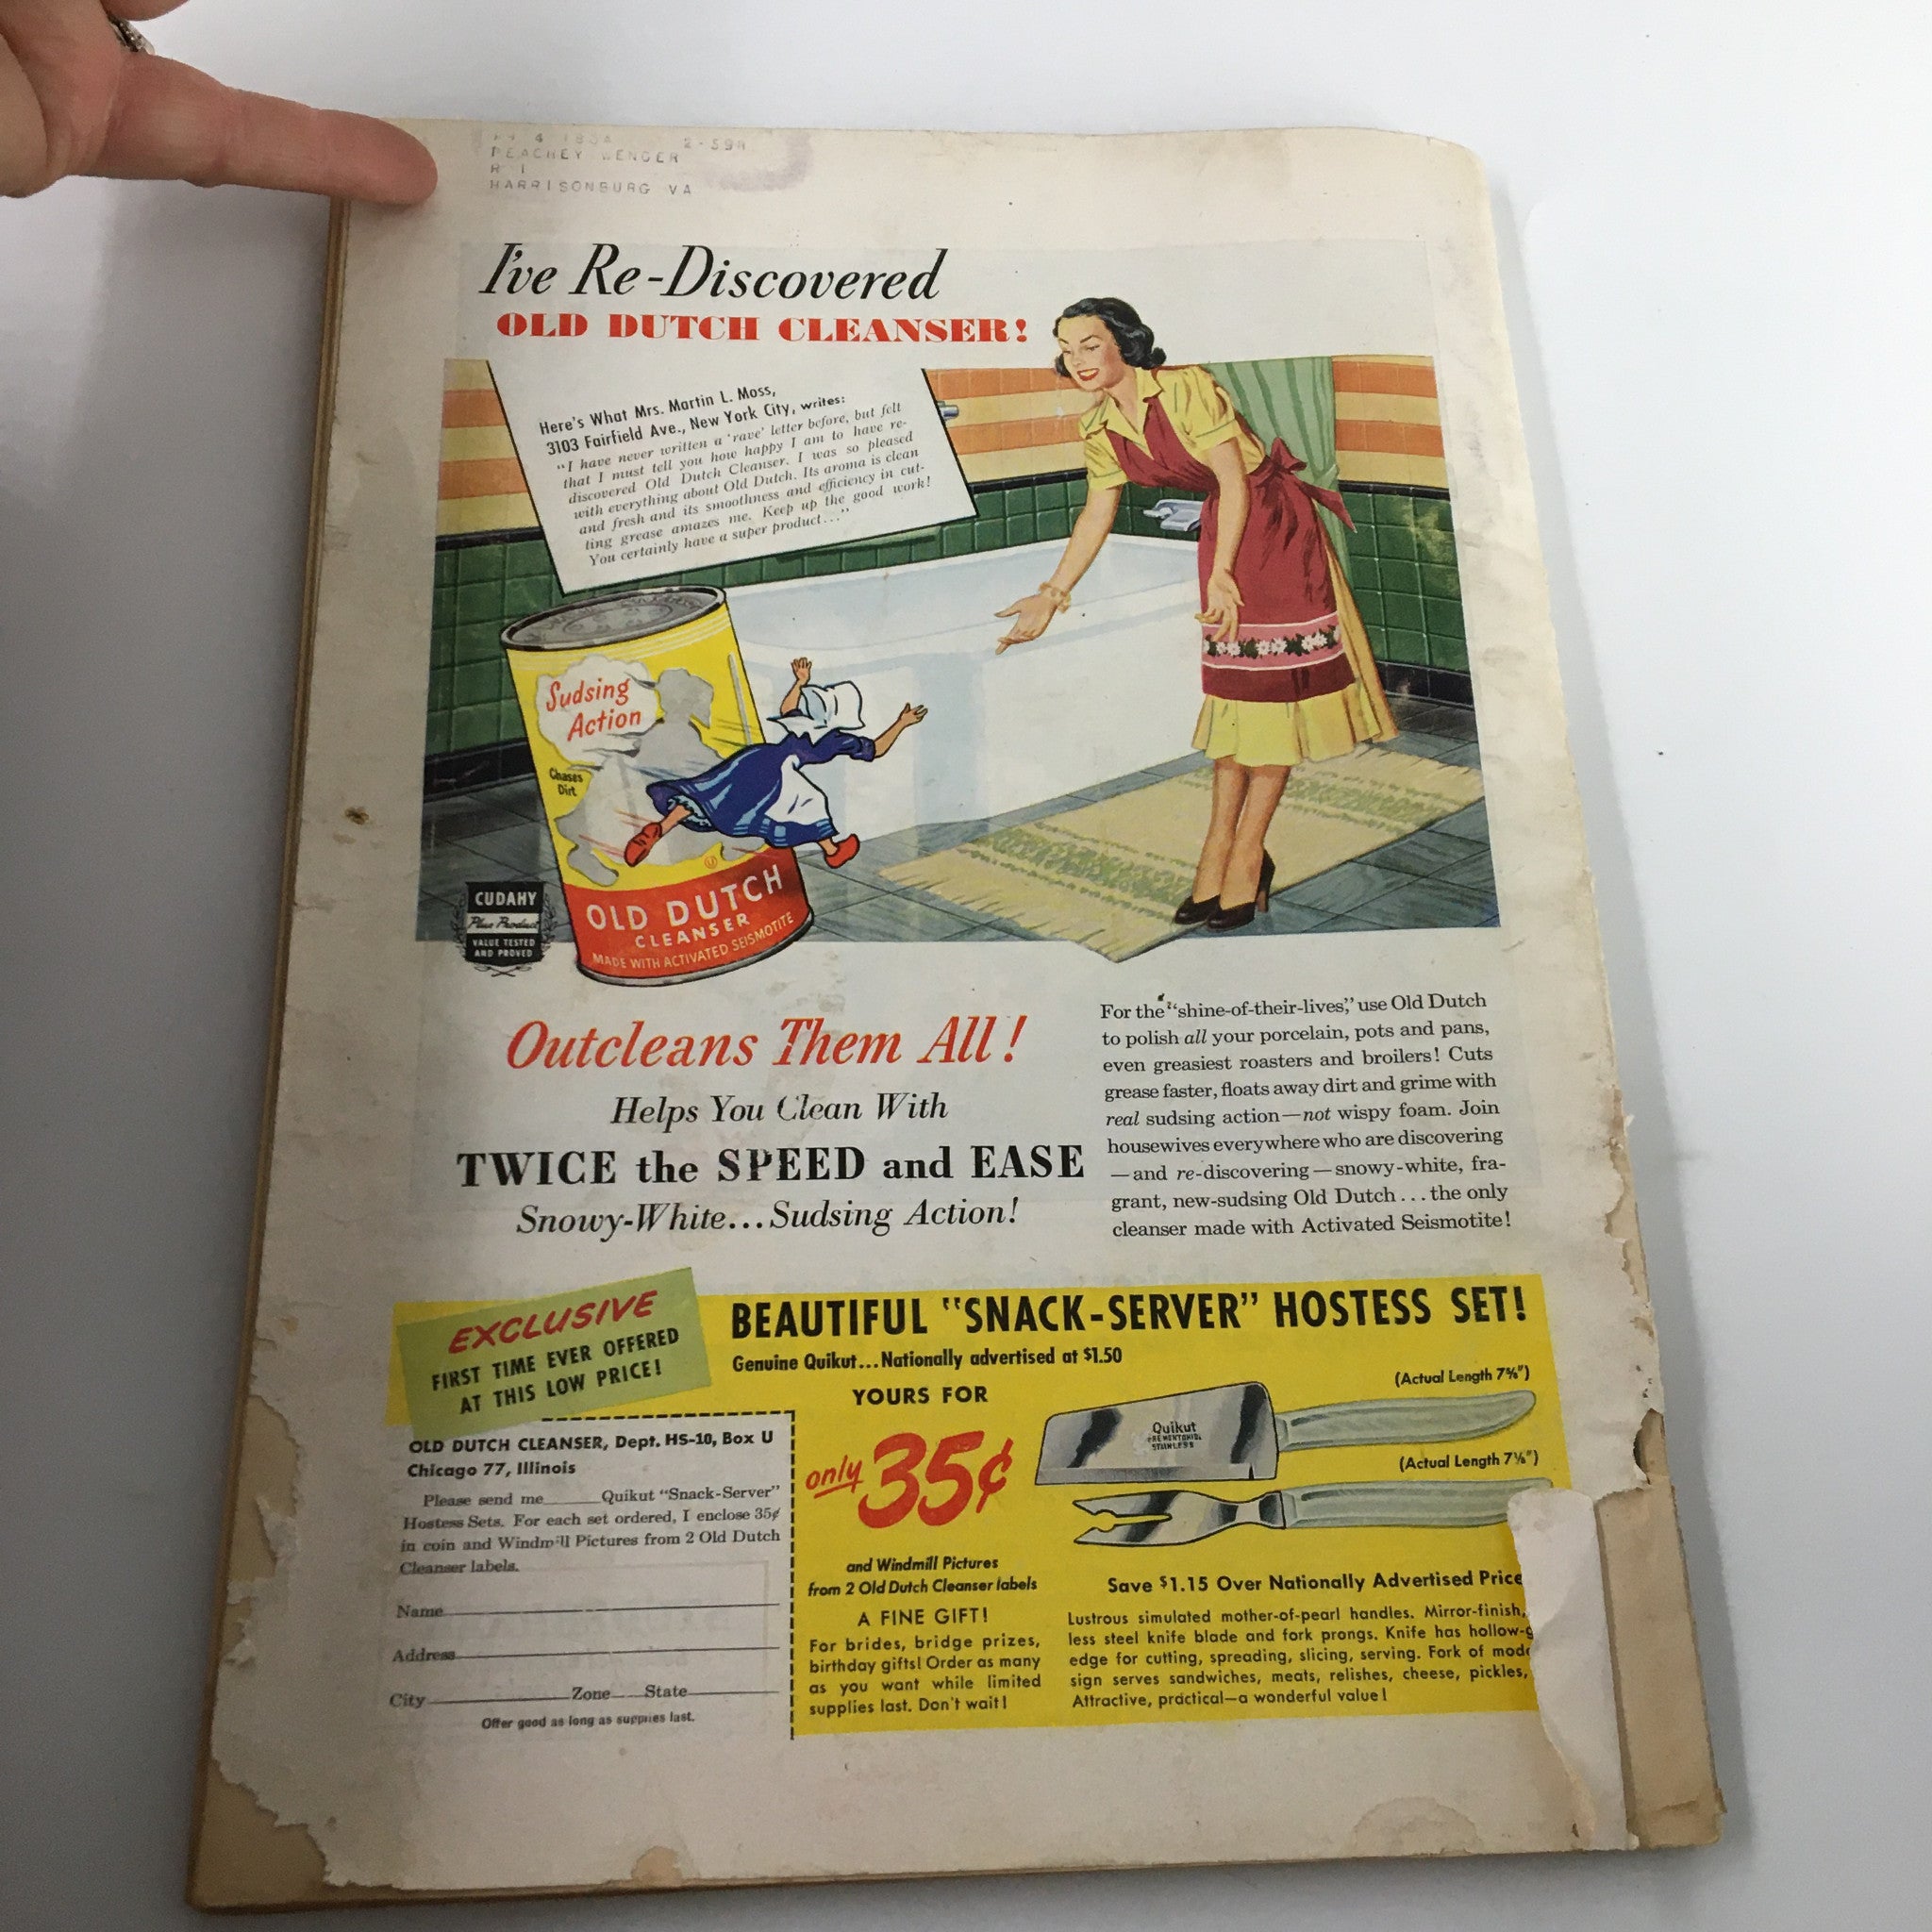 2-59R
PEACHEY WENGER
R 1
HARRISONBURG VA
I've Re-Discovered
OLD DUTCH CLEANSER!
Here's What Mrs. Martin L. Moss,
3103 Fairfield Ave., New York City, writes:
"I have never written a 'rave' letter before, but felt
that I must tell you how happy I am to have re-
discovered Old Dutch Cleanser. I was so pleased
with everything about Old Dutch. Its aroma is clean
and fresh and its smoothness and efficiency in cut-
ting grease amazes me. Keep up the good work!
You certainly have a super product..."
Sudsing
Action
Chases
Dirt
OLD DUTCH
CLEANSER
MADE WITH ACTIVATED SEISMOTITE
CUDAHY
Plus Product
VALUE TESTED
AND PROVED
Outcleans Them All!
Helps You Clean With
TWICE the SPEED and EASE
Snowy-White...Sudsing Action!
For the "shine-of-their-lives," use Old Dutch
to polish all your porcelain, pots and pans,
even greasiest roasters and broilers! Cuts
grease faster, floats away dirt and grime with
real sudsing action—not wispy foam. Join
housewives everywhere who are discovering
—and re-discovering—snowy-white, fra-
grant, new-sudsing Old Dutch...the only
cleanser made with Activated Seismotite!
EXCLUSIVE
FIRST TIME EVER OFFERED
AT THIS LOW PRICE!
BEAUTIFUL "SNACK-SERVER" HOSTESS SET!
Genuine Quikut...Nationally advertised at $1.50
YOURS FOR
only 35¢
and Windmill Pictures
from 2 Old Dutch Cleanser labels
A FINE GIFT!
For brides, bridge prizes,
birthday gifts! Order as many
as you want while limited
supplies last. Don't wait!
(Actual Length 7⅝")
Quikut
STAINLESS
(Actual Length 7⅛")
Save $1.15 Over Nationally Advertised Price
Lustrous simulated mother-of-pearl handles. Mirror-finish,
less steel knife blade and fork prongs. Knife has hollow-g
edge for cutting, spreading, slicing, serving. Fork of mode
sign serves sandwiches, meats, relishes, cheese, pickles,
Attractive, practical—a wonderful value!
OLD DUTCH CLEANSER, Dept. HS-10, Box U
Chicago 77, Illinois
Please send me______Quikut "Snack-Server"
Hostess Sets. For each set ordered, I enclose 35¢
in coin and Windmill Pictures from 2 Old Dutch
Cleanser labels.
Name
Address
City Zone State
Offer good as long as supplies last.